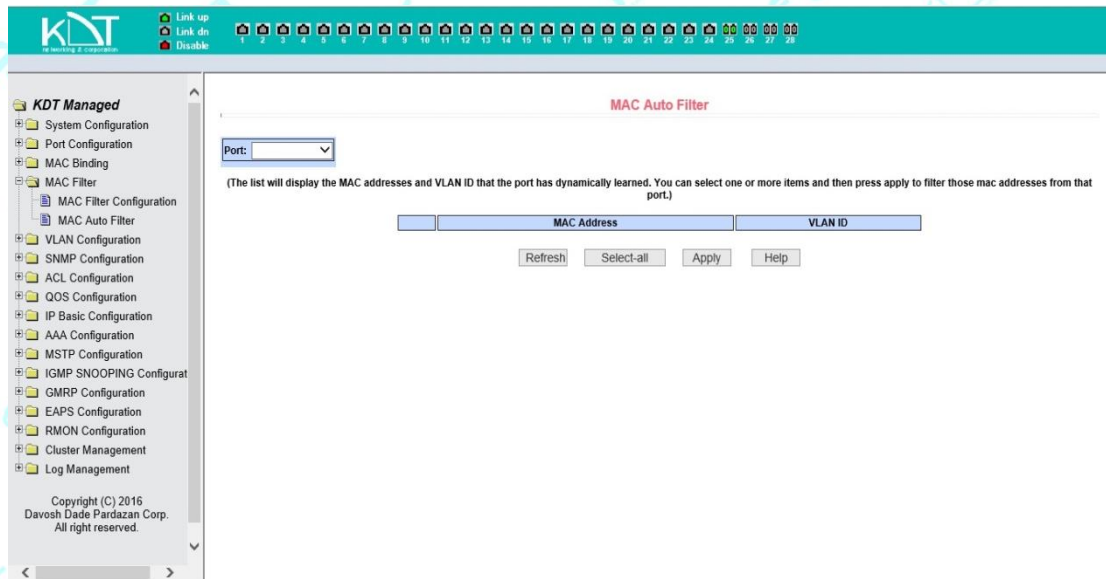 KDT
Link up
Link dn
Disable
1 2 3 4 5 6 7 8 9 10 11 12 13 14 15 16 17 18 19 20 21 22 23 24 25 26 27 28
KDT Managed
System Configuration
Port Configuration
MAC Binding
MAC Filter
MAC Filter Configuration
MAC Auto Filter
VLAN Configuration
SNMP Configuration
ACL Configuration
QOS Configuration
IP Basic Configuration
AAA Configuration
MSTP Configuration
IGMP SNOOPING Configurat
GMRP Configuration
EAPS Configuration
RMON Configuration
Cluster Management
Log Management
Copyright (C) 2016
Davosh Dade Pardazan Corp.
All right reserved.
MAC Auto Filter
Port:
(The list will display the MAC addresses and VLAN ID that the port has dynamically learned. You can select one or more items and then press apply to filter those mac addresses from that
port.)
MAC Address VLAN ID
Refresh Select-all Apply Help